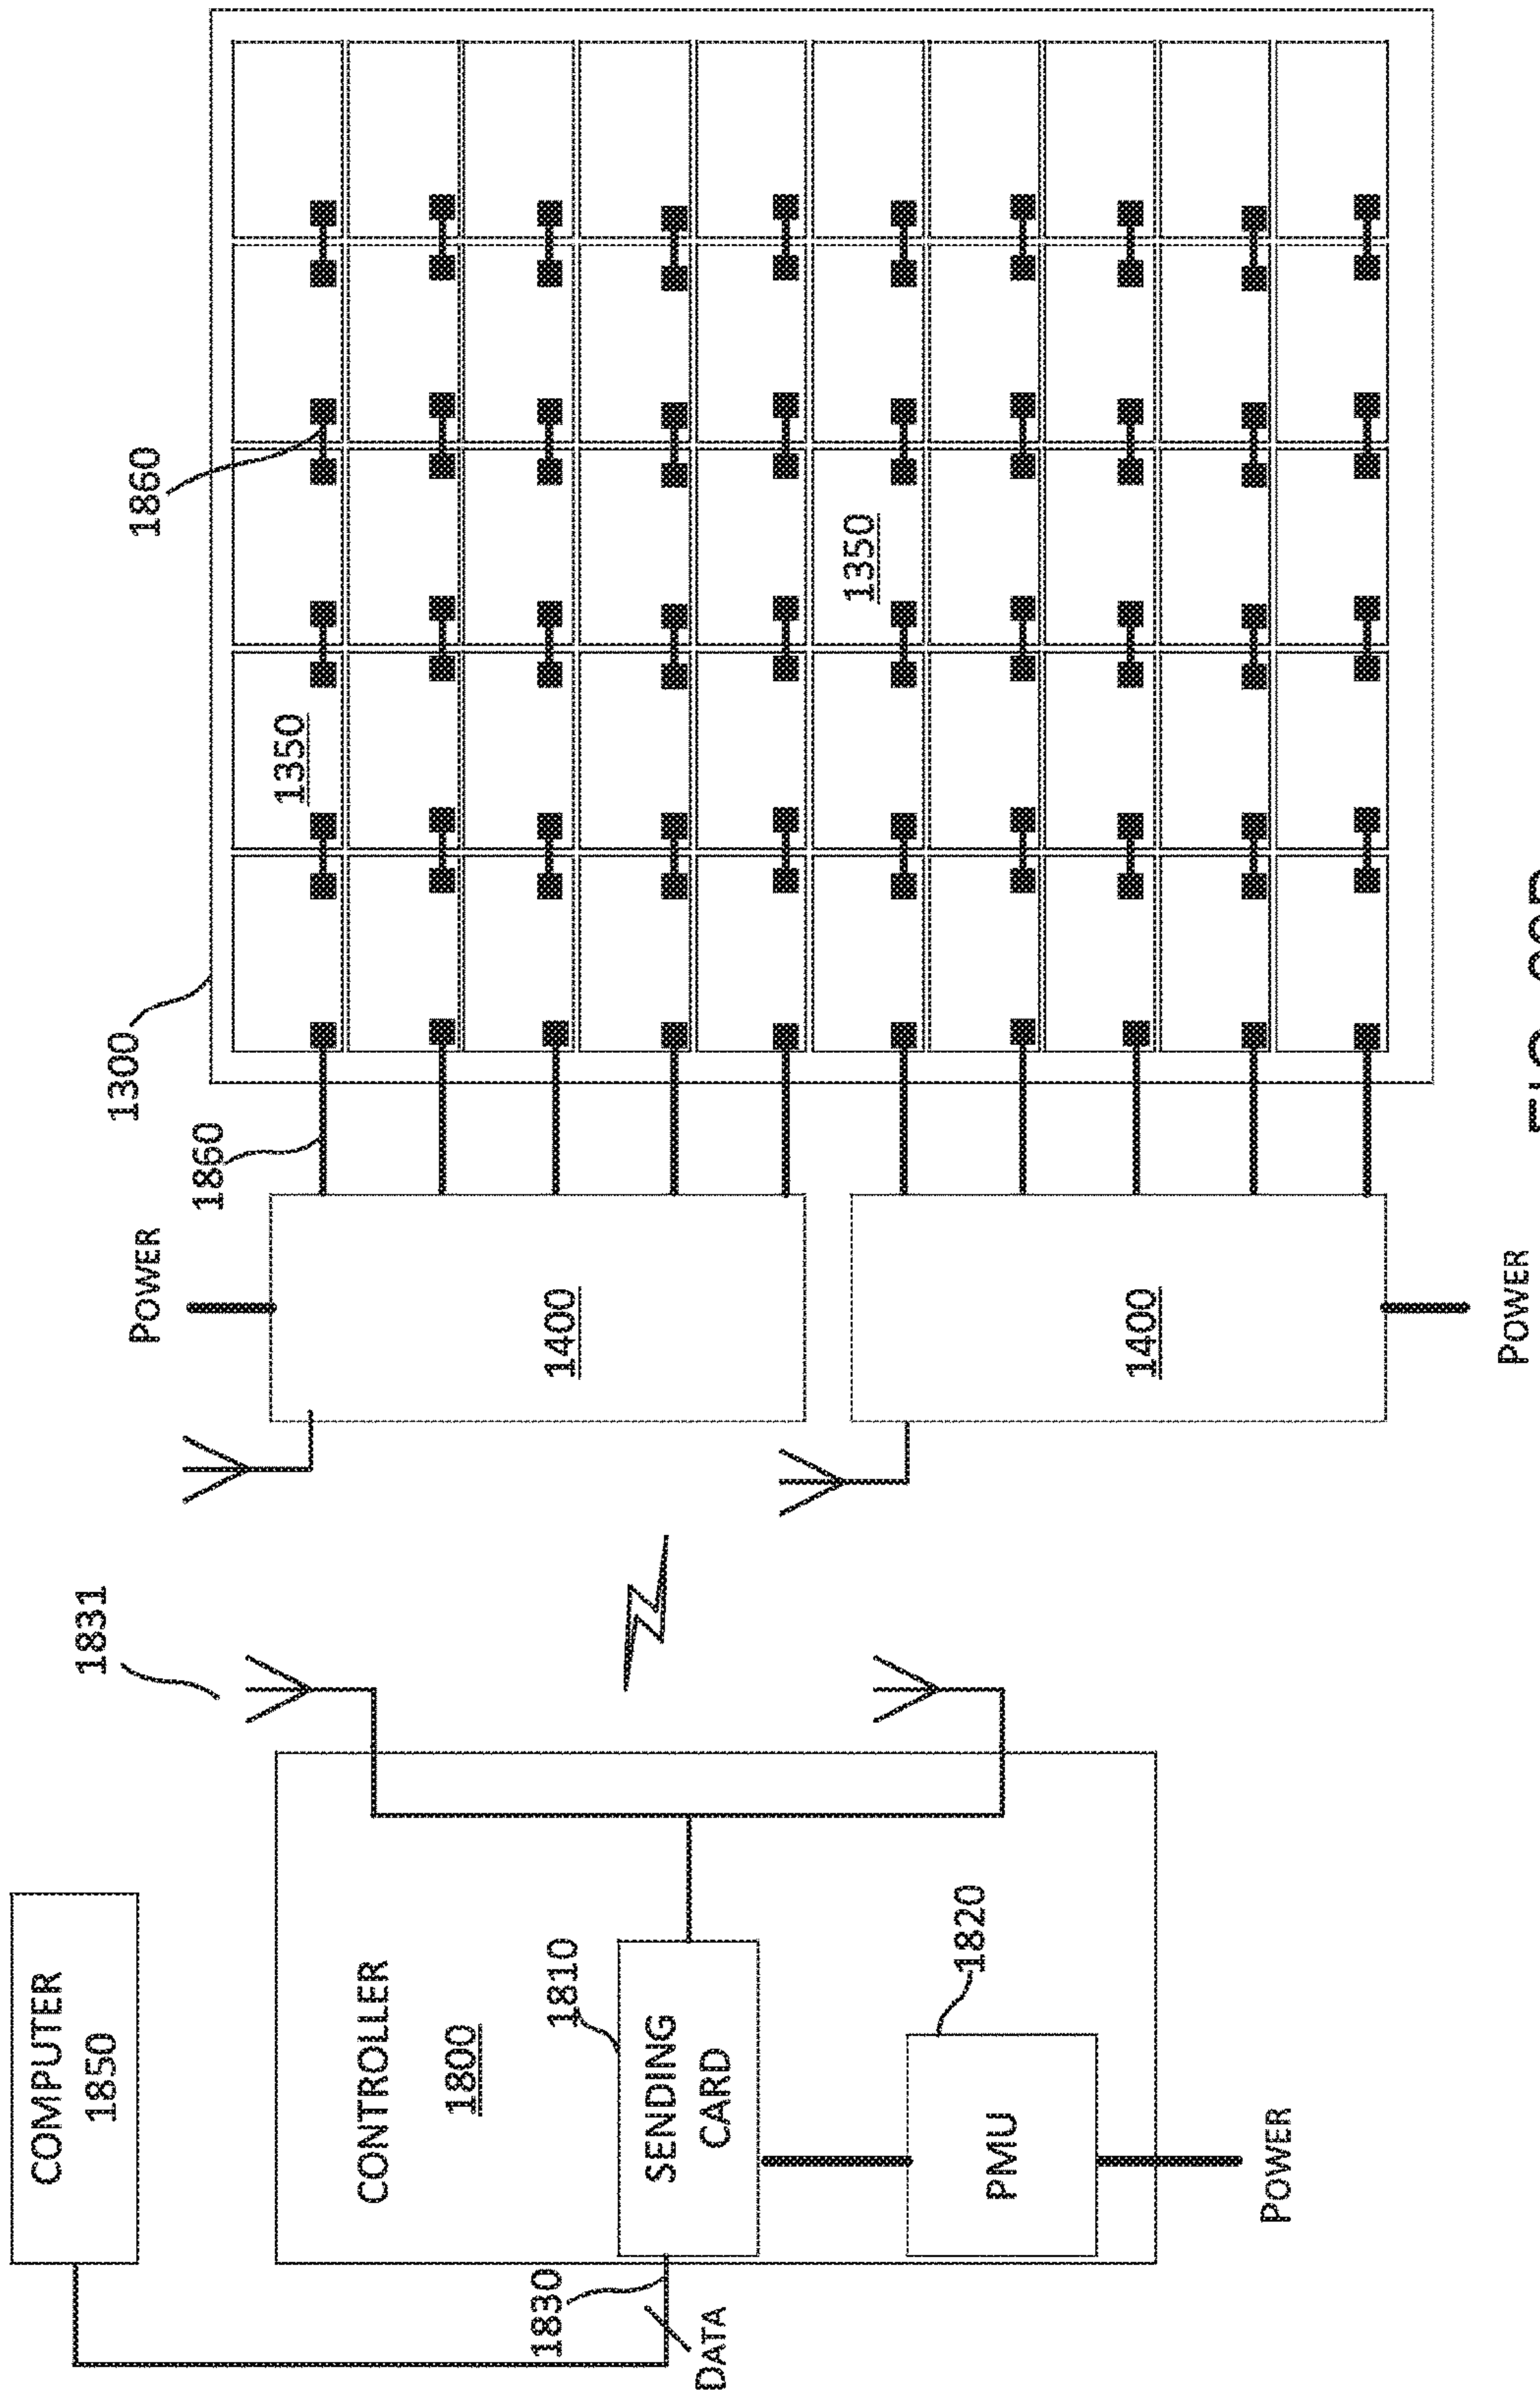 COMPUTER
1850
CONTROLLER
1800
1810
SENDING
CARD
1820
PMU
POWER
1830
DATA
1831
POWER
1400
1400
POWER
1860
1300
1860
1350
1350